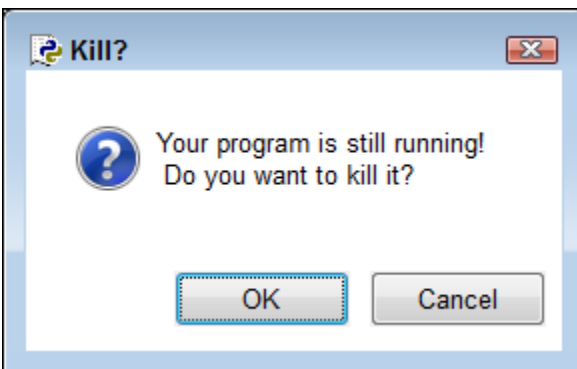 Kill?
Your program is still running!
Do you want to kill it?
OK
Cancel